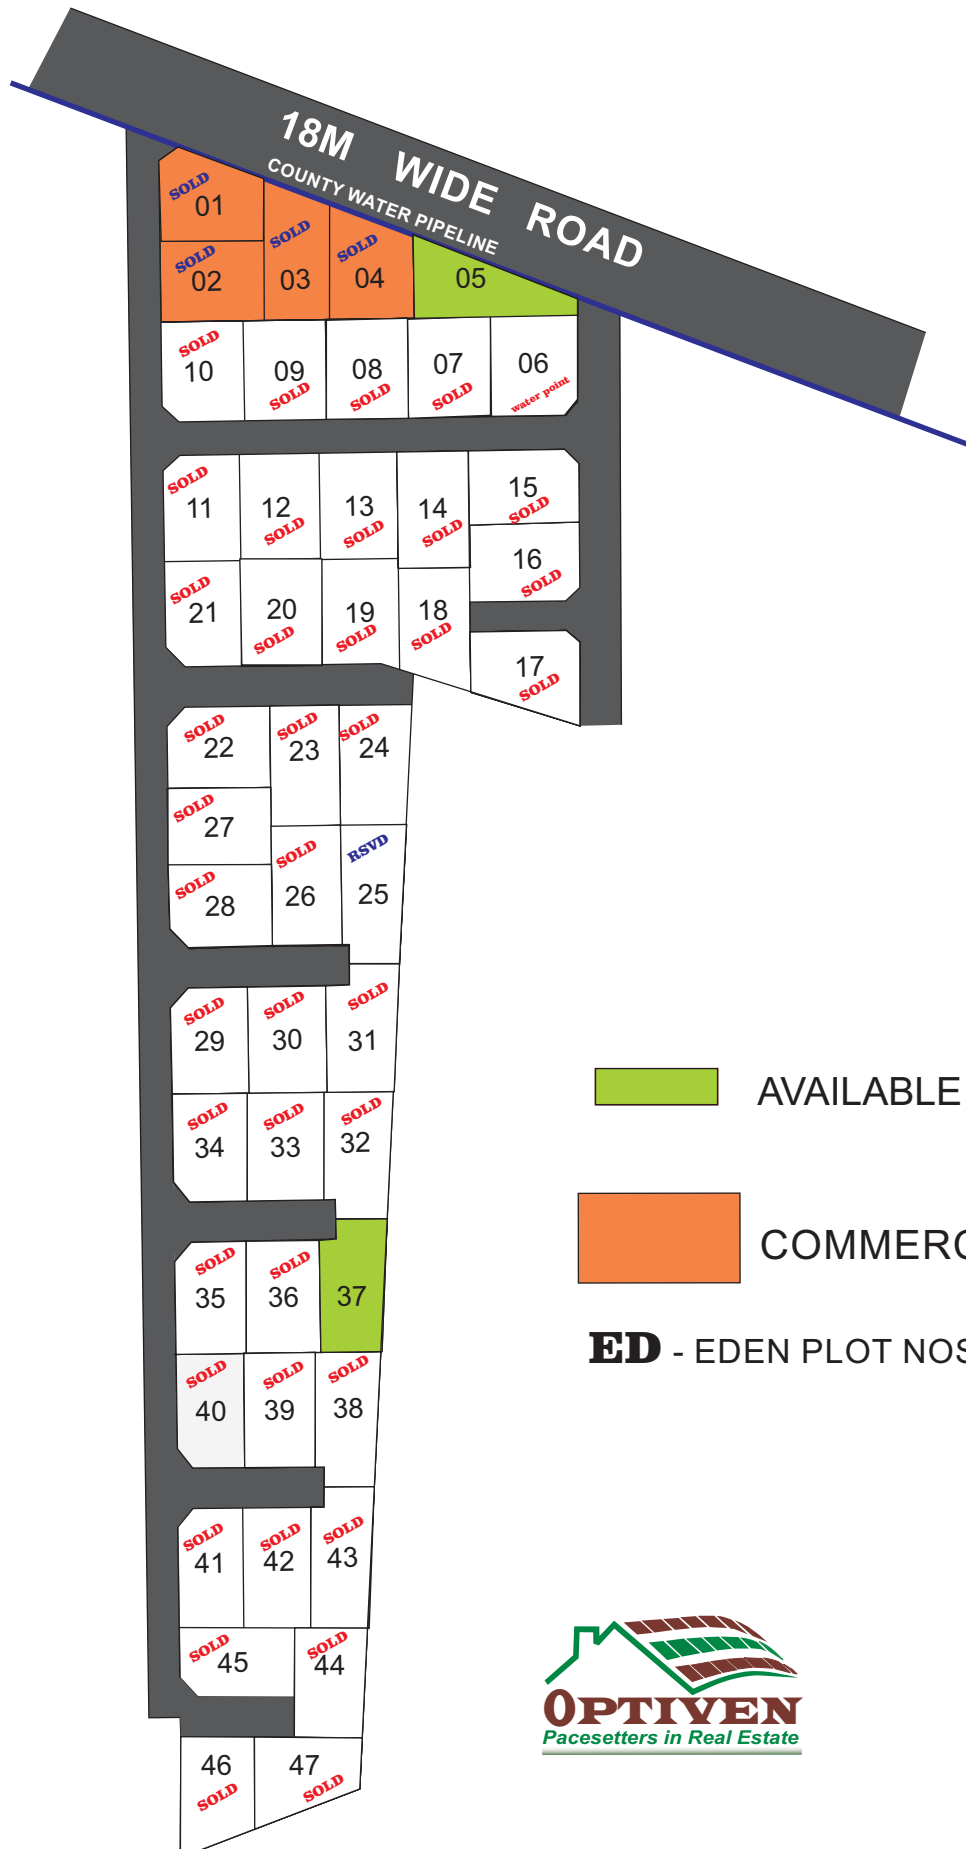 18M WIDE ROAD
COUNTY WATER PIPELINE
SOLD
01
SOLD
02
SOLD
03
SOLD
04
05
SOLD
10
09
SOLD
08
SOLD
07
SOLD
06
water point
SOLD
11
12
SOLD
13
SOLD
14
SOLD
15
SOLD
16
SOLD
SOLD
21
20
SOLD
19
SOLD
18
SOLD
17
SOLD
SOLD
22
SOLD
23
SOLD
24
SOLD
27
SOLD
26
RSVD
25
SOLD
28
SOLD
29
SOLD
30
SOLD
31
SOLD
34
SOLD
33
SOLD
32
SOLD
35
SOLD
36
37
SOLD
40
SOLD
39
SOLD
38
SOLD
41
SOLD
42
SOLD
43
SOLD
45
SOLD
44
46
SOLD
47
SOLD
AVAILABLE
COMMERC
ED - EDEN PLOT NOS
OPTIVEN
Pacesetters in Real Estate